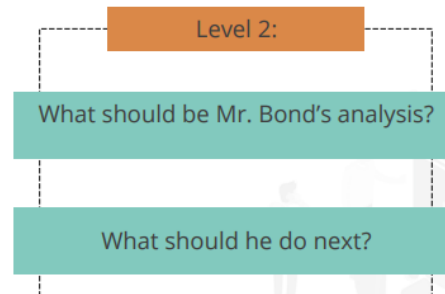 Level 2:
What should be Mr. Bond’s analysis?
What should he do next?